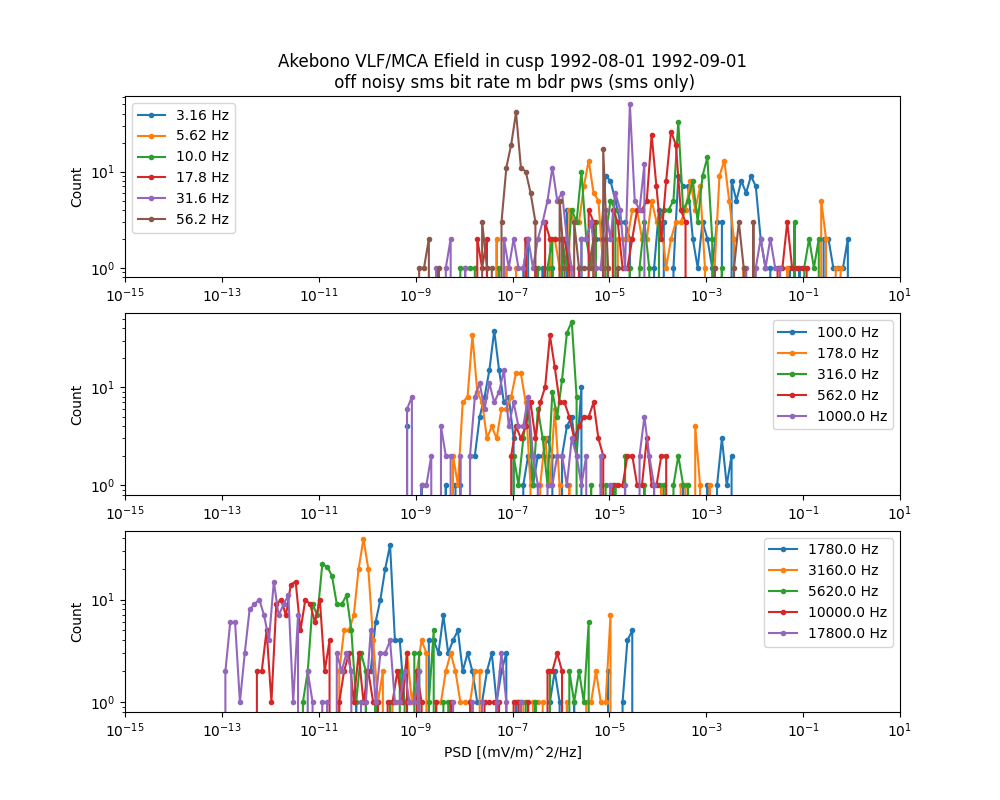 Akebono VLF/MCA Efield in cusp 1992-08-01 1992-09-01
off noisy sms bit rate m bdr pws (sms only)
Count
10^1
10^0
3.16 Hz
5.62 Hz
10.0 Hz
17.8 Hz
31.6 Hz
56.2 Hz
10^−15 10^−13 10^−11 10^−9 10^−7 10^−5 10^−3 10^−1 10^1
Count
10^1
10^0
100.0 Hz
178.0 Hz
316.0 Hz
562.0 Hz
1000.0 Hz
10^−15 10^−13 10^−11 10^−9 10^−7 10^−5 10^−3 10^−1 10^1
Count
10^1
10^0
1780.0 Hz
3160.0 Hz
5620.0 Hz
10000.0 Hz
17800.0 Hz
10^−15 10^−13 10^−11 10^−9 10^−7 10^−5 10^−3 10^−1 10^1
PSD [(mV/m)^2/Hz]